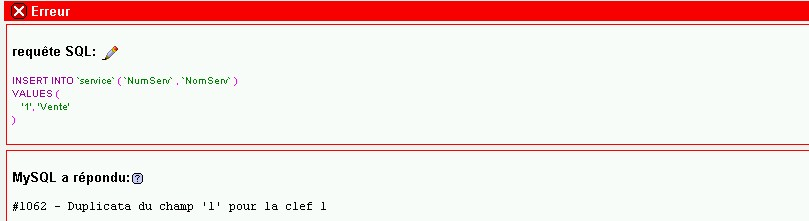 Erreur
requête SQL:
INSERT INTO `service` ( `NumServ` , `NomServ` )
VALUES (
'1', 'Vente'
)
MySQL a répondu:
#1062 - Duplicata du champ '1' pour la clef 1